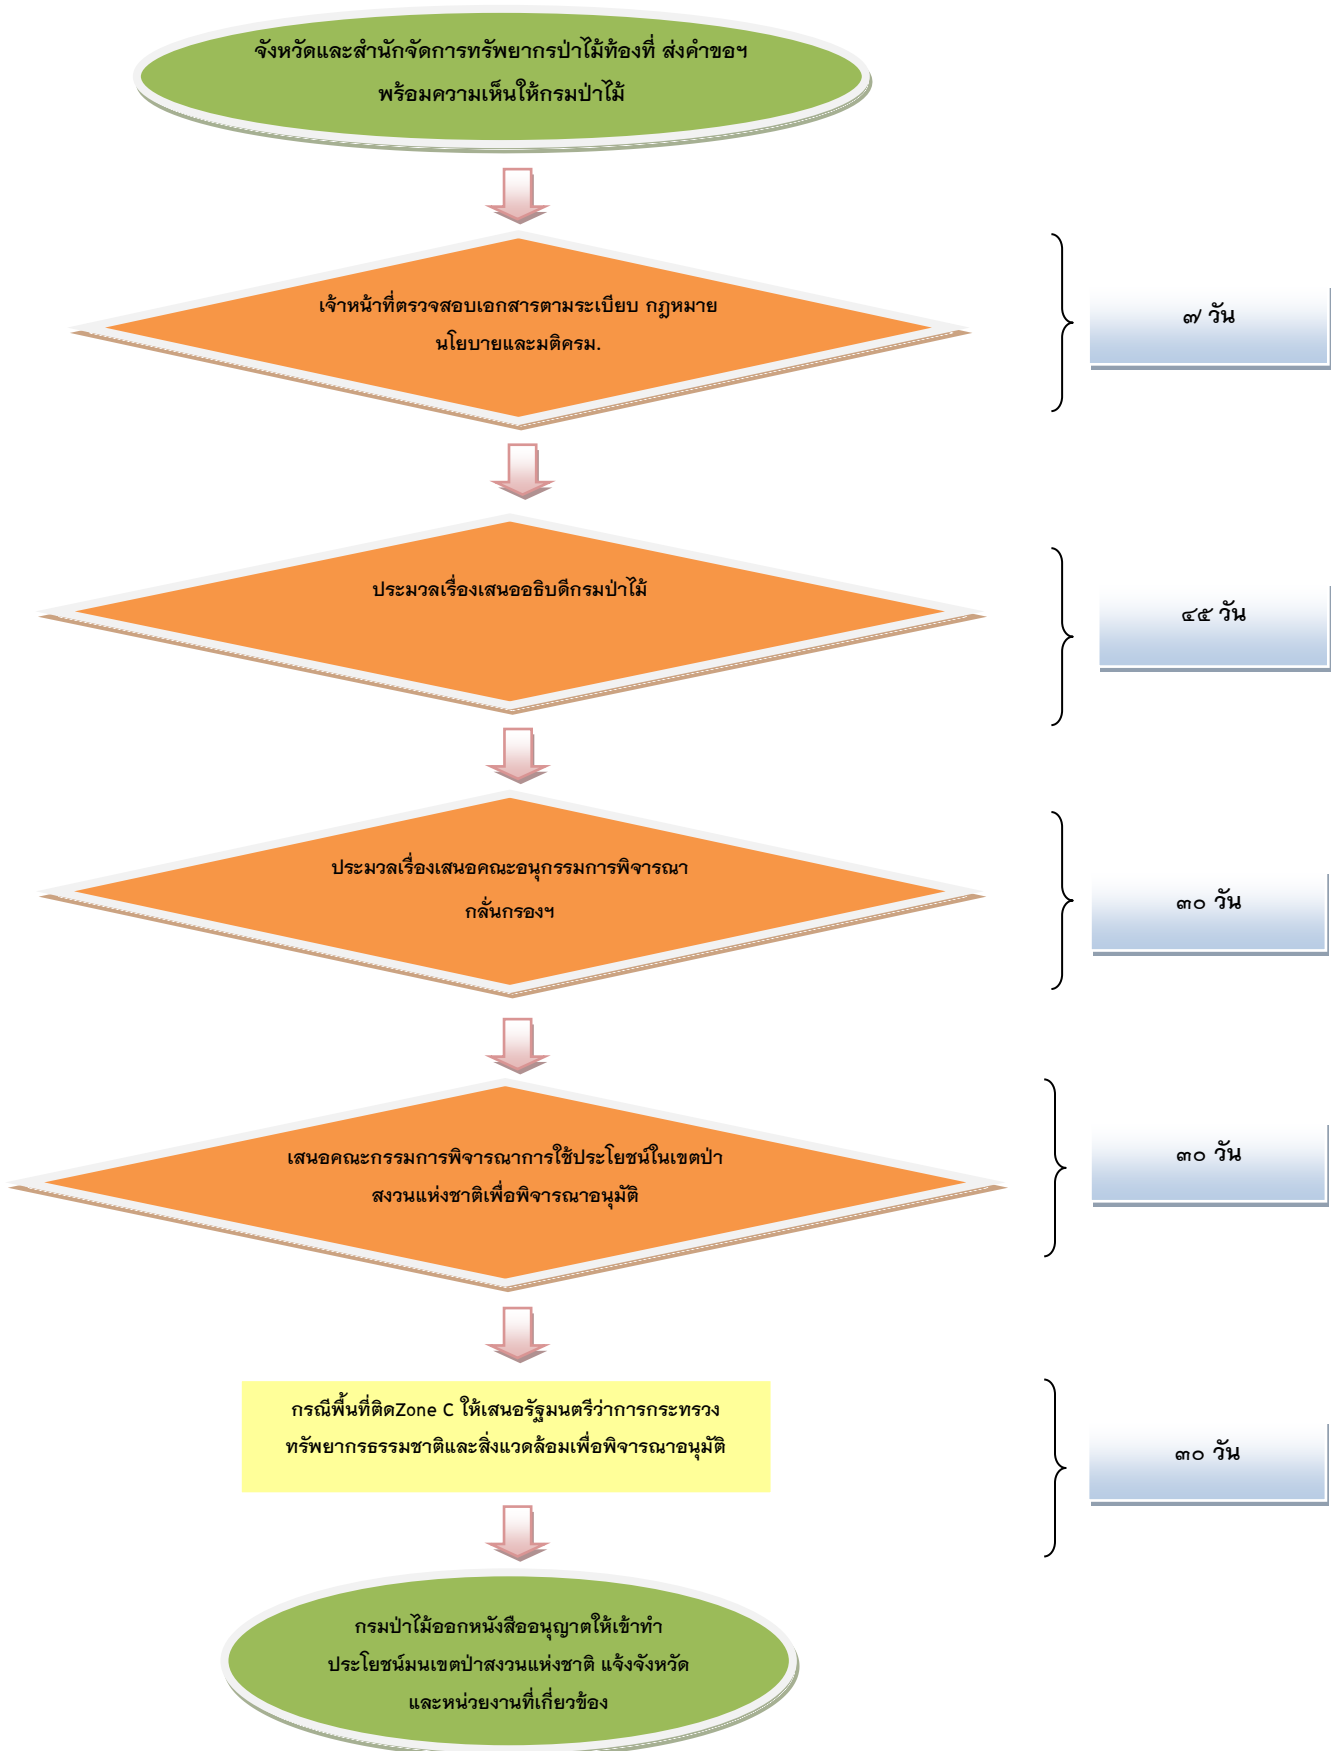 จังหวัดและสำนักจัดการทรัพยากรป่าไม้ท้องที่ ส่งคำขอฯ
พร้อมความเห็นให้กรมป่าไม้
เจ้าหน้าที่ตรวจสอบเอกสารตามระเบียบ กฎหมาย
นโยบายและมติครม.
๗ วัน
ประมวลเรื่องเสนออธิบดีกรมป่าไม้
๔๕ วัน
ประมวลเรื่องเสนอคณะอนุกรรมการพิจารณา
กลั่นกรองฯ
๓๐ วัน
เสนอคณะกรรมการพิจารณาการใช้ประโยชน์ในเขตป่า
สงวนแห่งชาติเพื่อพิจารณาอนุมัติ
๓๐ วัน
กรณีพื้นที่ติดZone C ให้เสนอรัฐมนตรีว่าการกระทรวง
ทรัพยากรธรรมชาติและสิ่งแวดล้อมเพื่อพิจารณาอนุมัติ
๓๐ วัน
กรมป่าไม้ออกหนังสืออนุญาตให้เข้าทำ
ประโยชน์มนเขตป่าสงวนแห่งชาติ แจ้งจังหวัด
และหน่วยงานที่เกี่ยวข้อง